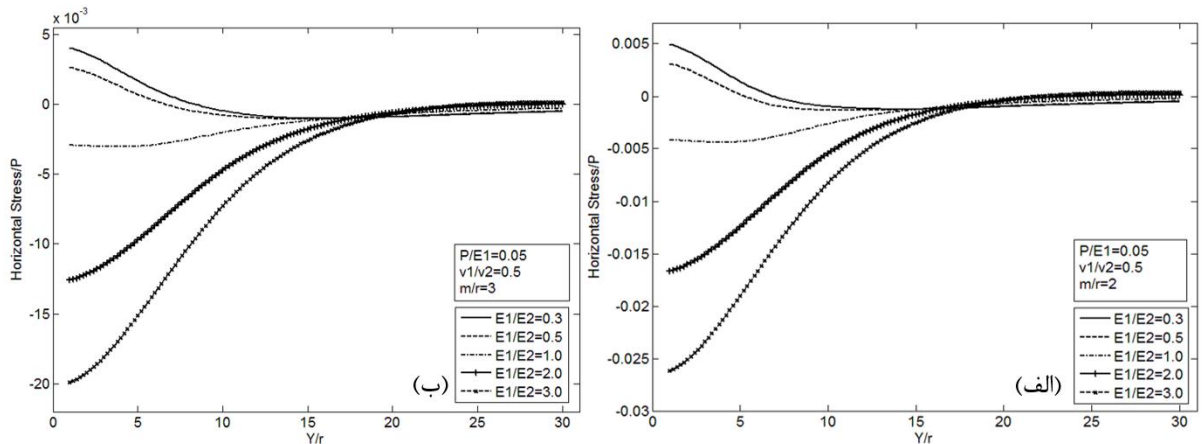 x 10⁻³
5
0
-5
-10
-15
-20
Horizontal Stress/P
0 5 10 15 20 25 30
Y/r
P/E1=0.05
v1/v2=0.5
m/r=3
E1/E2=0.3
E1/E2=0.5
E1/E2=1.0
E1/E2=2.0
E1/E2=3.0
(ب)
0.005
0
-0.005
-0.01
-0.015
-0.02
-0.025
-0.03
Horizontal Stress/P
0 5 10 15 20 25 30
Y/r
P/E1=0.05
v1/v2=0.5
m/r=2
E1/E2=0.3
E1/E2=0.5
E1/E2=1.0
E1/E2=2.0
E1/E2=3.0
(الف)